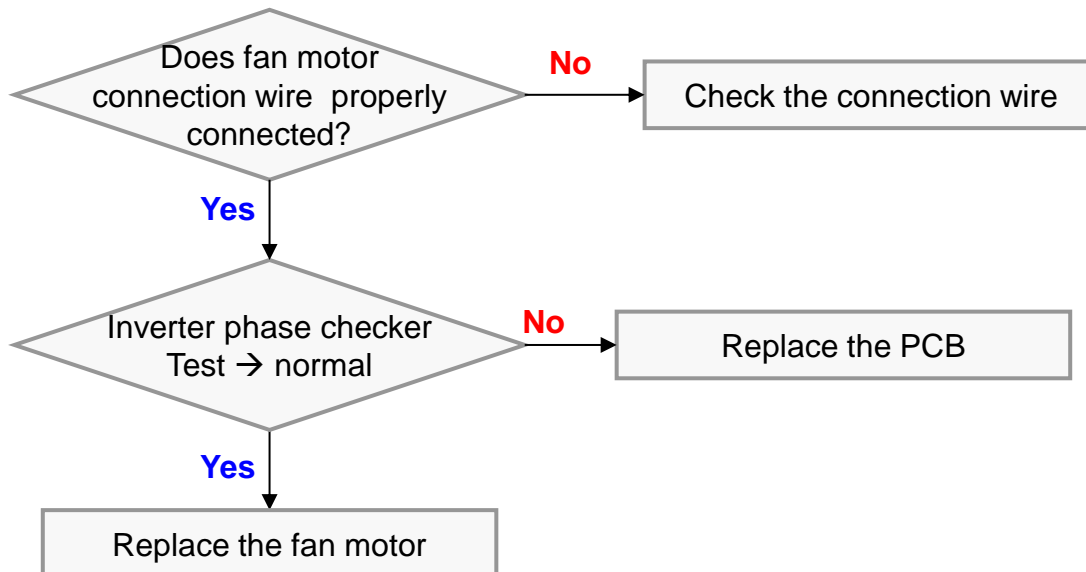 Does fan motor
connection wire  properly
connected?
No
Check the connection wire
Yes
Inverter phase checker
Test → normal
No
Replace the PCB
Yes
Replace the fan motor